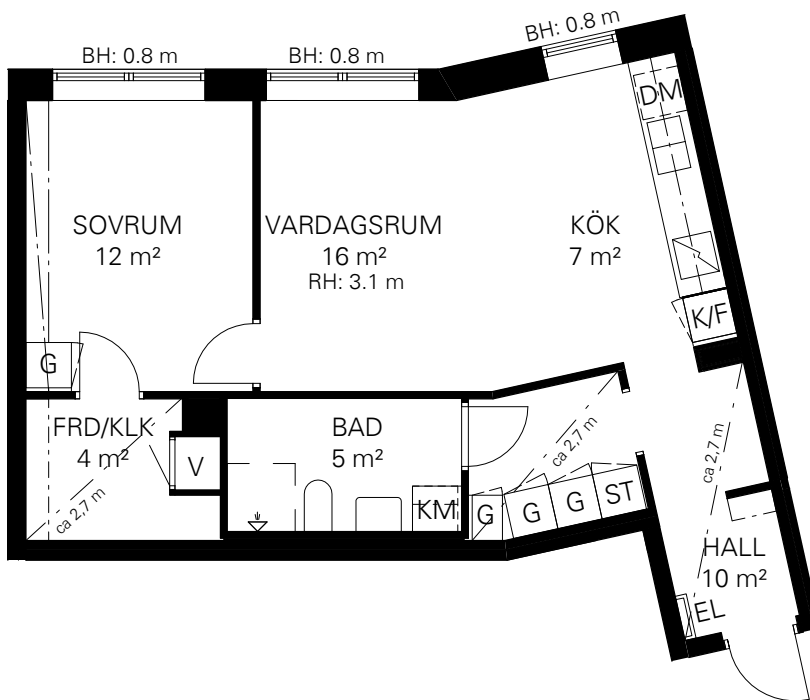 BH: 0.8 m
BH: 0.8 m
BH: 0.8 m
DM
SOVRUM
12 m²
VARDAGSRUM
16 m²
RH: 3.1 m
KÖK
7 m²
K/F
G
FRD/KLK
4 m²
ca 2,7 m
V
BAD
5 m²
KM
ca 2,7 m
G
G
G
ST
ca 2,7 m
HALL
10 m²
EL